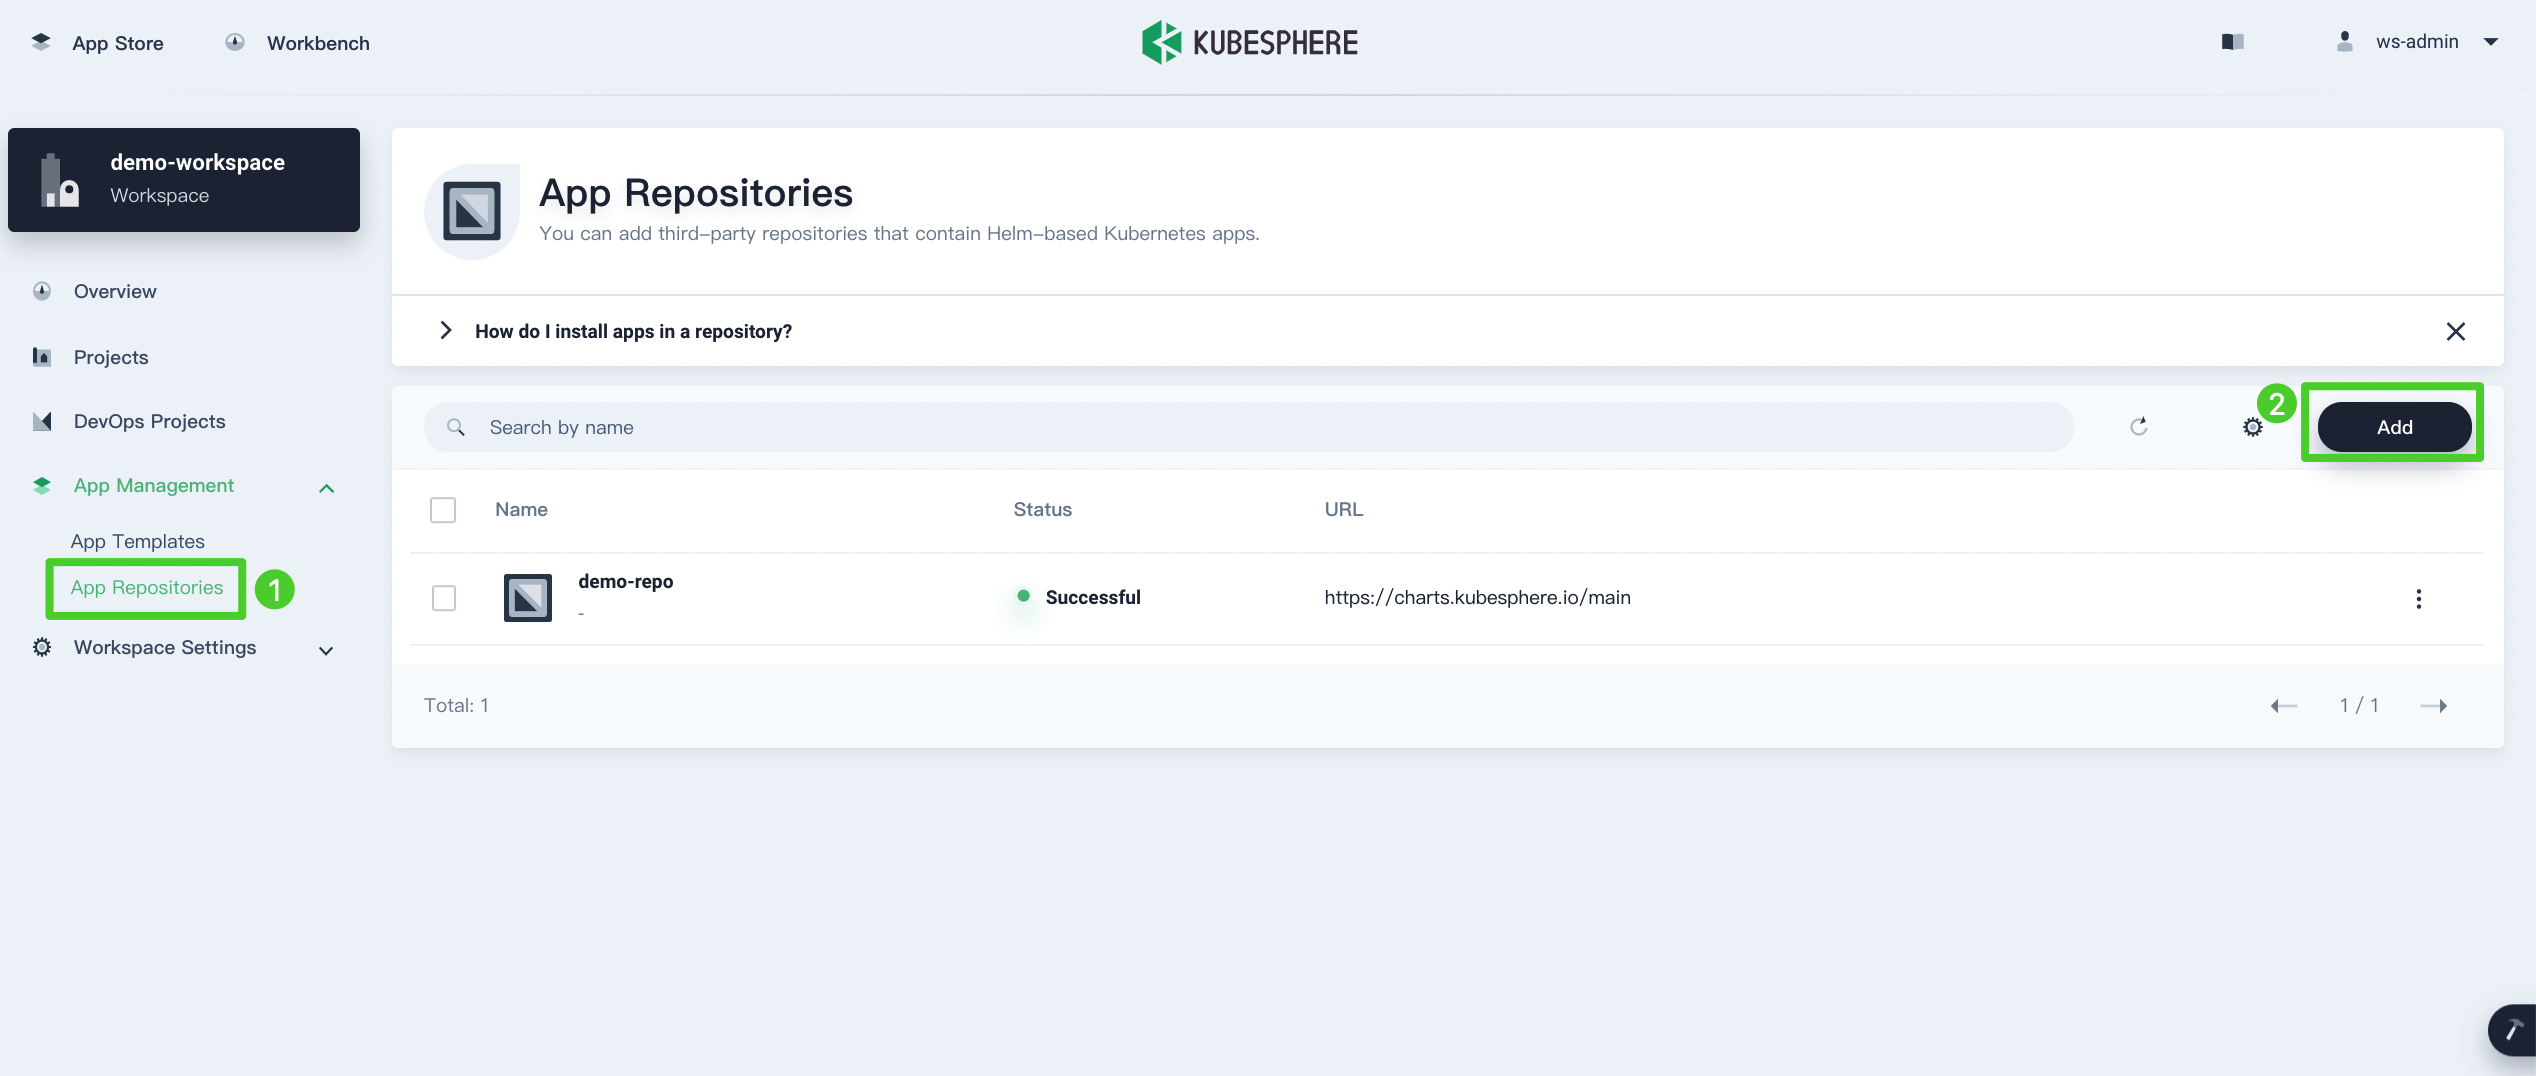 App Store
Workbench
KUBESPHERE
ws-admin
demo-workspace
Workspace
Overview
Projects
DevOps Projects
App Management
App Templates
App Repositories
1
Workspace Settings
App Repositories
You can add third-party repositories that contain Helm-based Kubernetes apps.
How do I install apps in a repository?
Search by name
2
Add
Name
Status
URL
demo-repo
-
Successful
https://charts.kubesphere.io/main
Total: 1
1 / 1